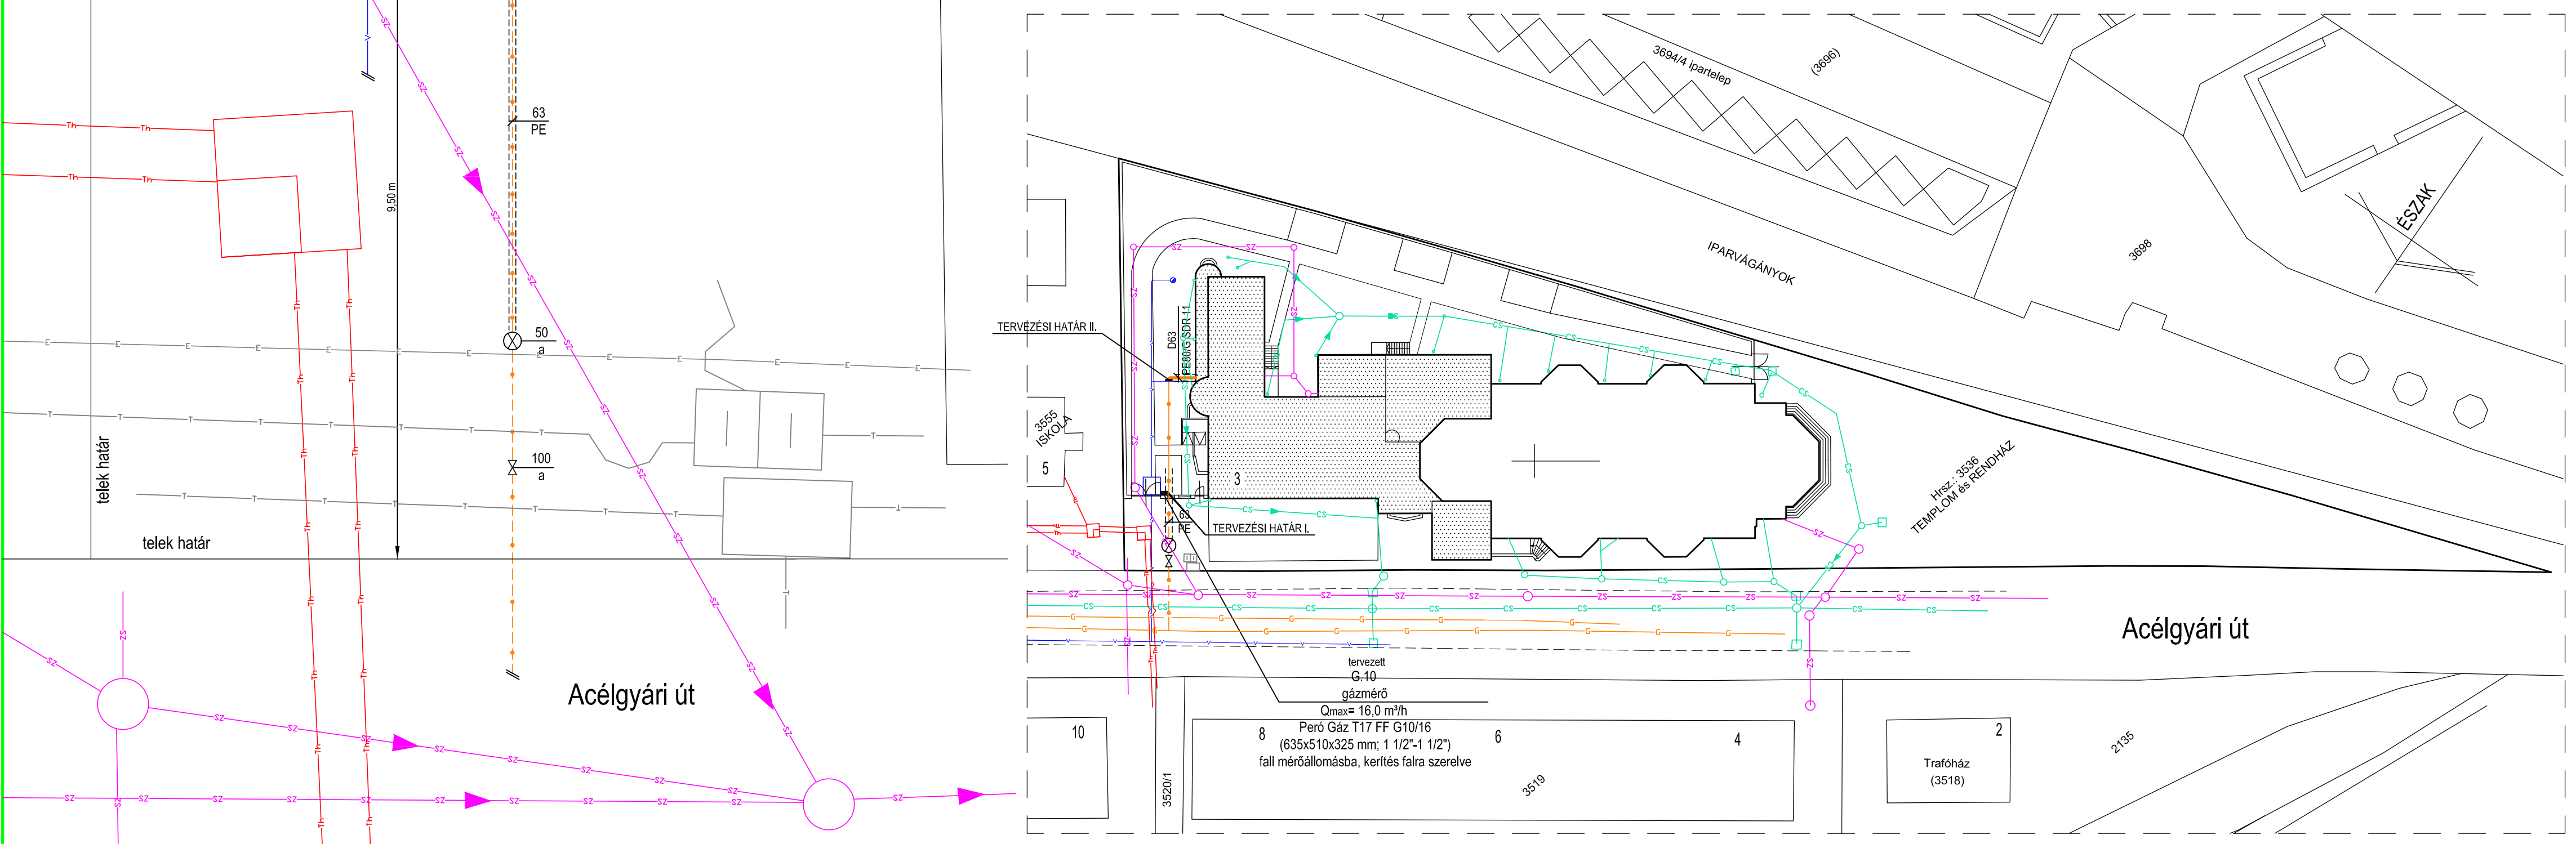 63
PE
9,50 m
50
a
100
a
telek határ
telek határ
Acélgyári út
3694/4 ipartelep
(3696)
ÉSZAK
3698
IPARVÁGÁNYOK
TERVEZÉSI HATÁR II.
D63
PE80/G SDR 11
3555
ISKOLA
5
3
63
PE
TERVEZÉSI HATÁR I.
Hrsz.: 3536
TEMPLOM és RENDHÁZ
Acélgyári út
tervezett
G.10
gázmérő
Qmax= 16,0 m³/h
Peró Gáz T17 FF G10/16
(635x510x325 mm; 1 1/2"-1 1/2")
fali mérőállomásba, kerítés falra szerelve
10
8
6
4
2
3520/1
3519
Trafóház
(3518)
2135